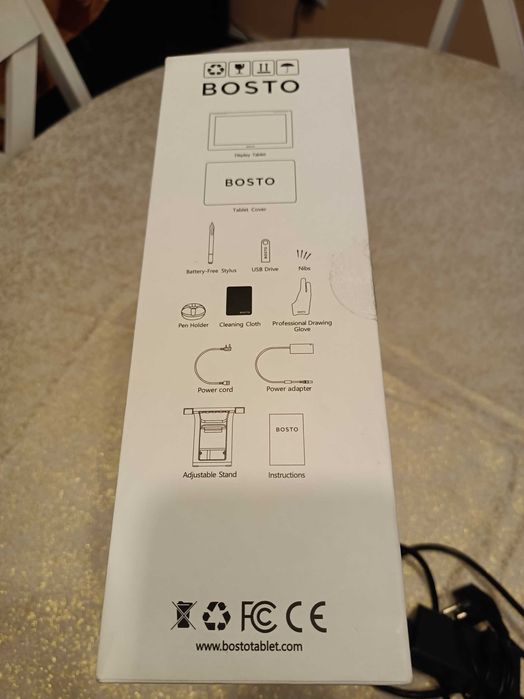 BOSTO
Display Tablet
BOSTO
Tablet Cover
Battery-Free Stylus
USB Drive
Nibs
Pen Holder
Cleaning Cloth
Professional Drawing
Glove
Power cord
Power adapter
Adjustable Stand
BOSTO
Instructions
FC CE
www.bostotablet.com